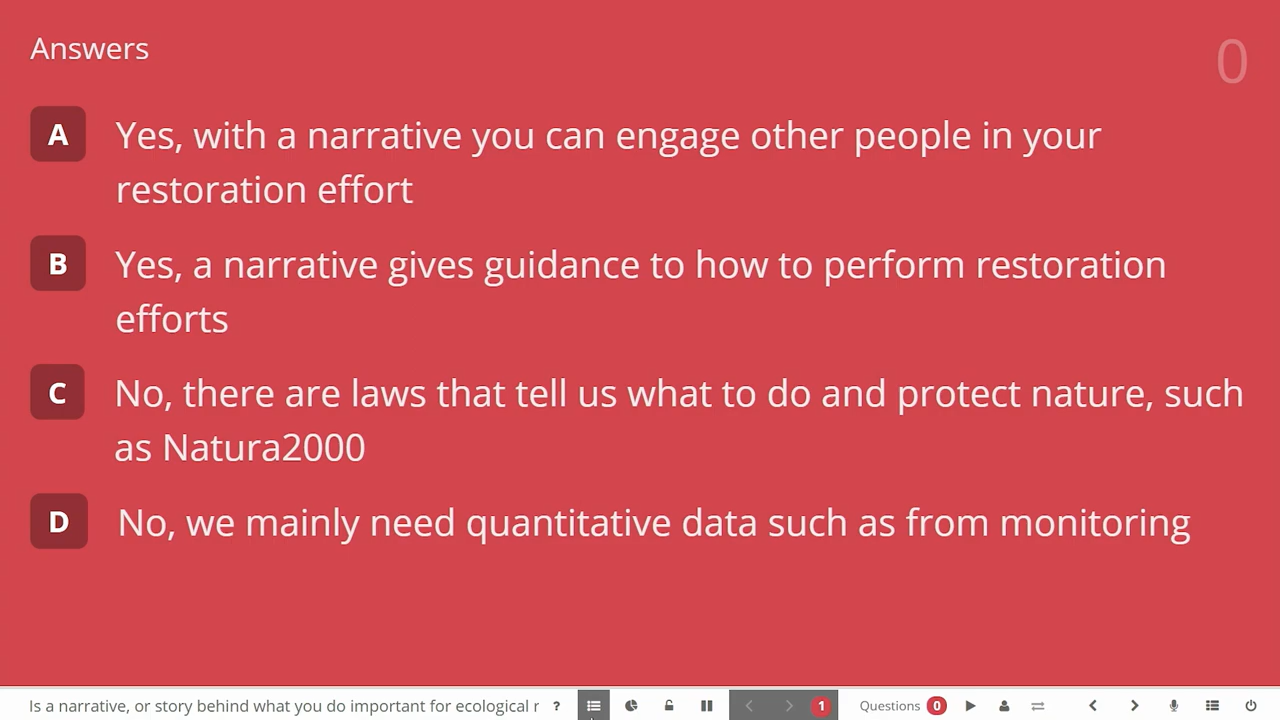 Answers
0
A
Yes, with a narrative you can engage other people in your
restoration effort
B
Yes, a narrative gives guidance to how to perform restoration
efforts
C
No, there are laws that tell us what to do and protect nature, such
as Natura2000
D
No, we mainly need quantitative data such as from monitoring
Is a narrative, or story behind what you do important for ecological r
?
1
Questions 0